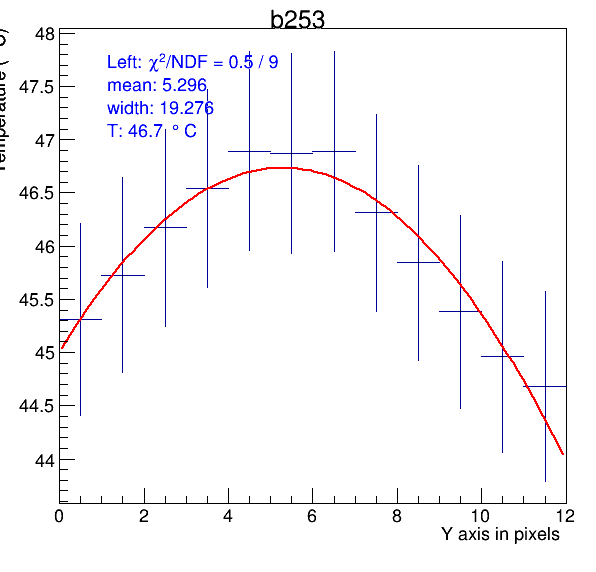 b253
Left: χ²/NDF = 0.5 / 9
mean: 5.296
width: 19.276
T: 46.7 ° C
48
47.5
47
46.5
46
45.5
45
44.5
44
0 2 4 6 8 10 12
Y axis in pixels